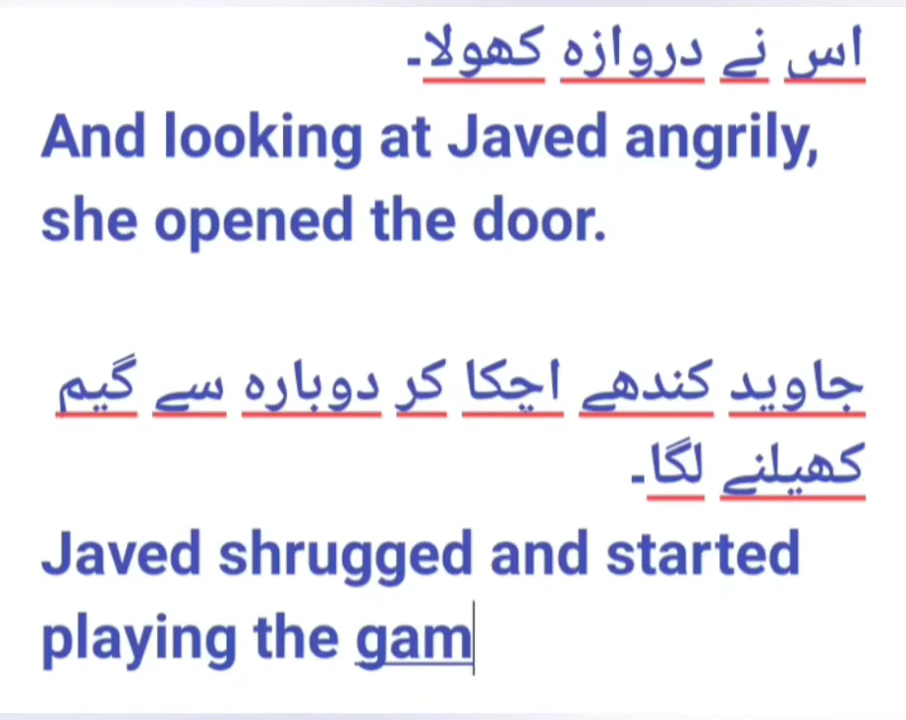 اس نے دروازہ کھولا۔
And looking at Javed angrily,
she opened the door.
جاوید کندھے اچکا کر دوبارہ سے گیم
کھیلنے لگا۔
Javed shrugged and started
playing the gam